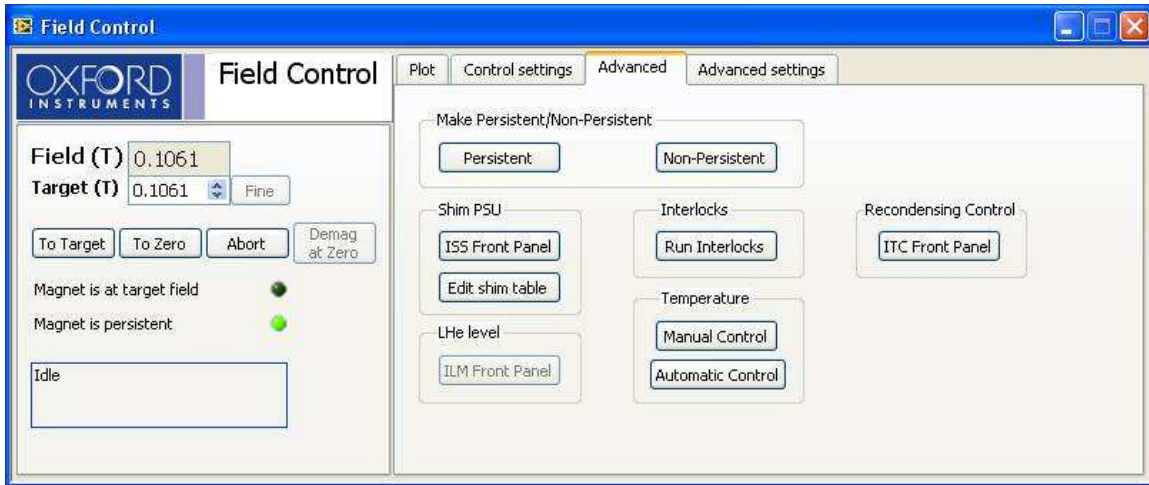 Field Control
OXFORD
INSTRUMENTS
Field Control
Plot
Control settings
Advanced
Advanced settings
Field (T) 0.1061
Target (T) 0.1061
Fine
To Target
To Zero
Abort
Demag
at Zero
Magnet is at target field
Magnet is persistent
Idle
Make Persistent/Non-Persistent
Persistent
Non-Persistent
Shim PSU
ISS Front Panel
Edit shim table
Interlocks
Run Interlocks
Recondensing Control
ITC Front Panel
LHe level
ILM Front Panel
Temperature
Manual Control
Automatic Control